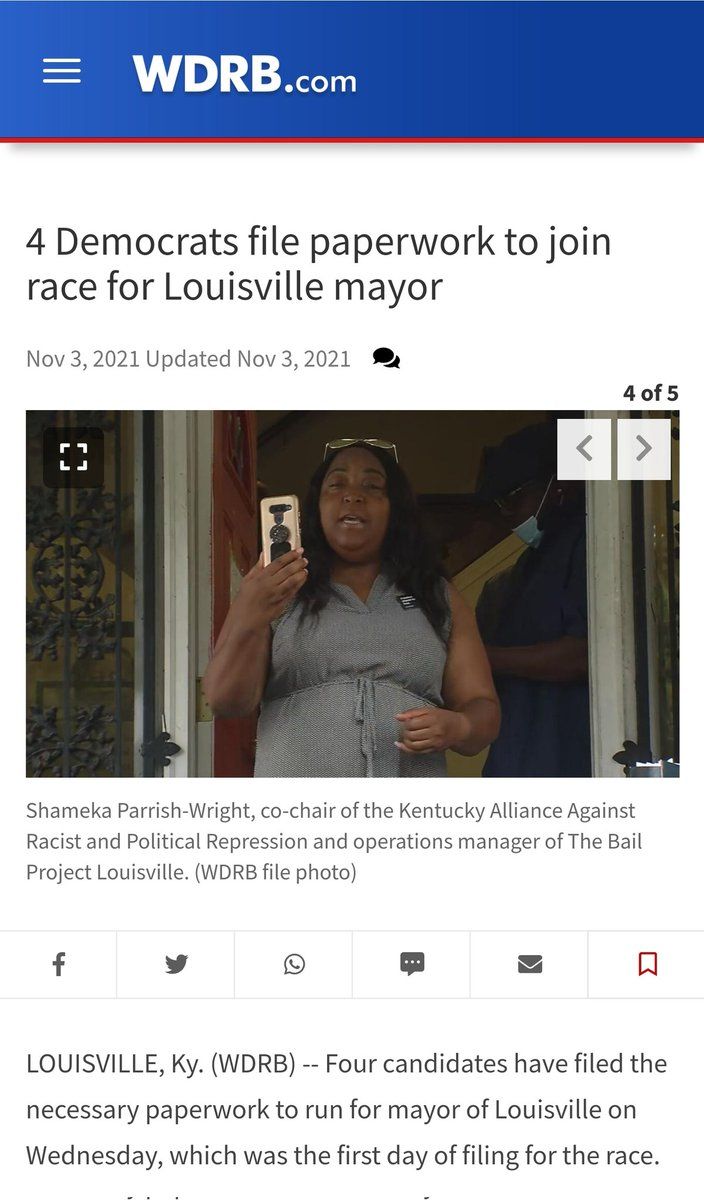 WDRB.com
4 Democrats file paperwork to join
race for Louisville mayor
Nov 3, 2021 Updated Nov 3, 2021
4 of 5
Shameka Parrish-Wright, co-chair of the Kentucky Alliance Against
Racist and Political Repression and operations manager of The Bail
Project Louisville. (WDRB file photo)
LOUISVILLE, Ky. (WDRB) -- Four candidates have filed the
necessary paperwork to run for mayor of Louisville on
Wednesday, which was the first day of filing for the race.